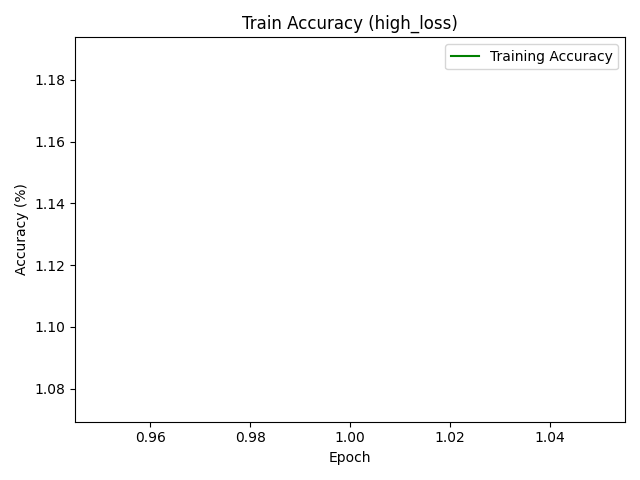 Train Accuracy (high_loss)
Training Accuracy
Accuracy (%)
1.18
1.16
1.14
1.12
1.10
1.08
0.96 0.98 1.00 1.02 1.04
Epoch